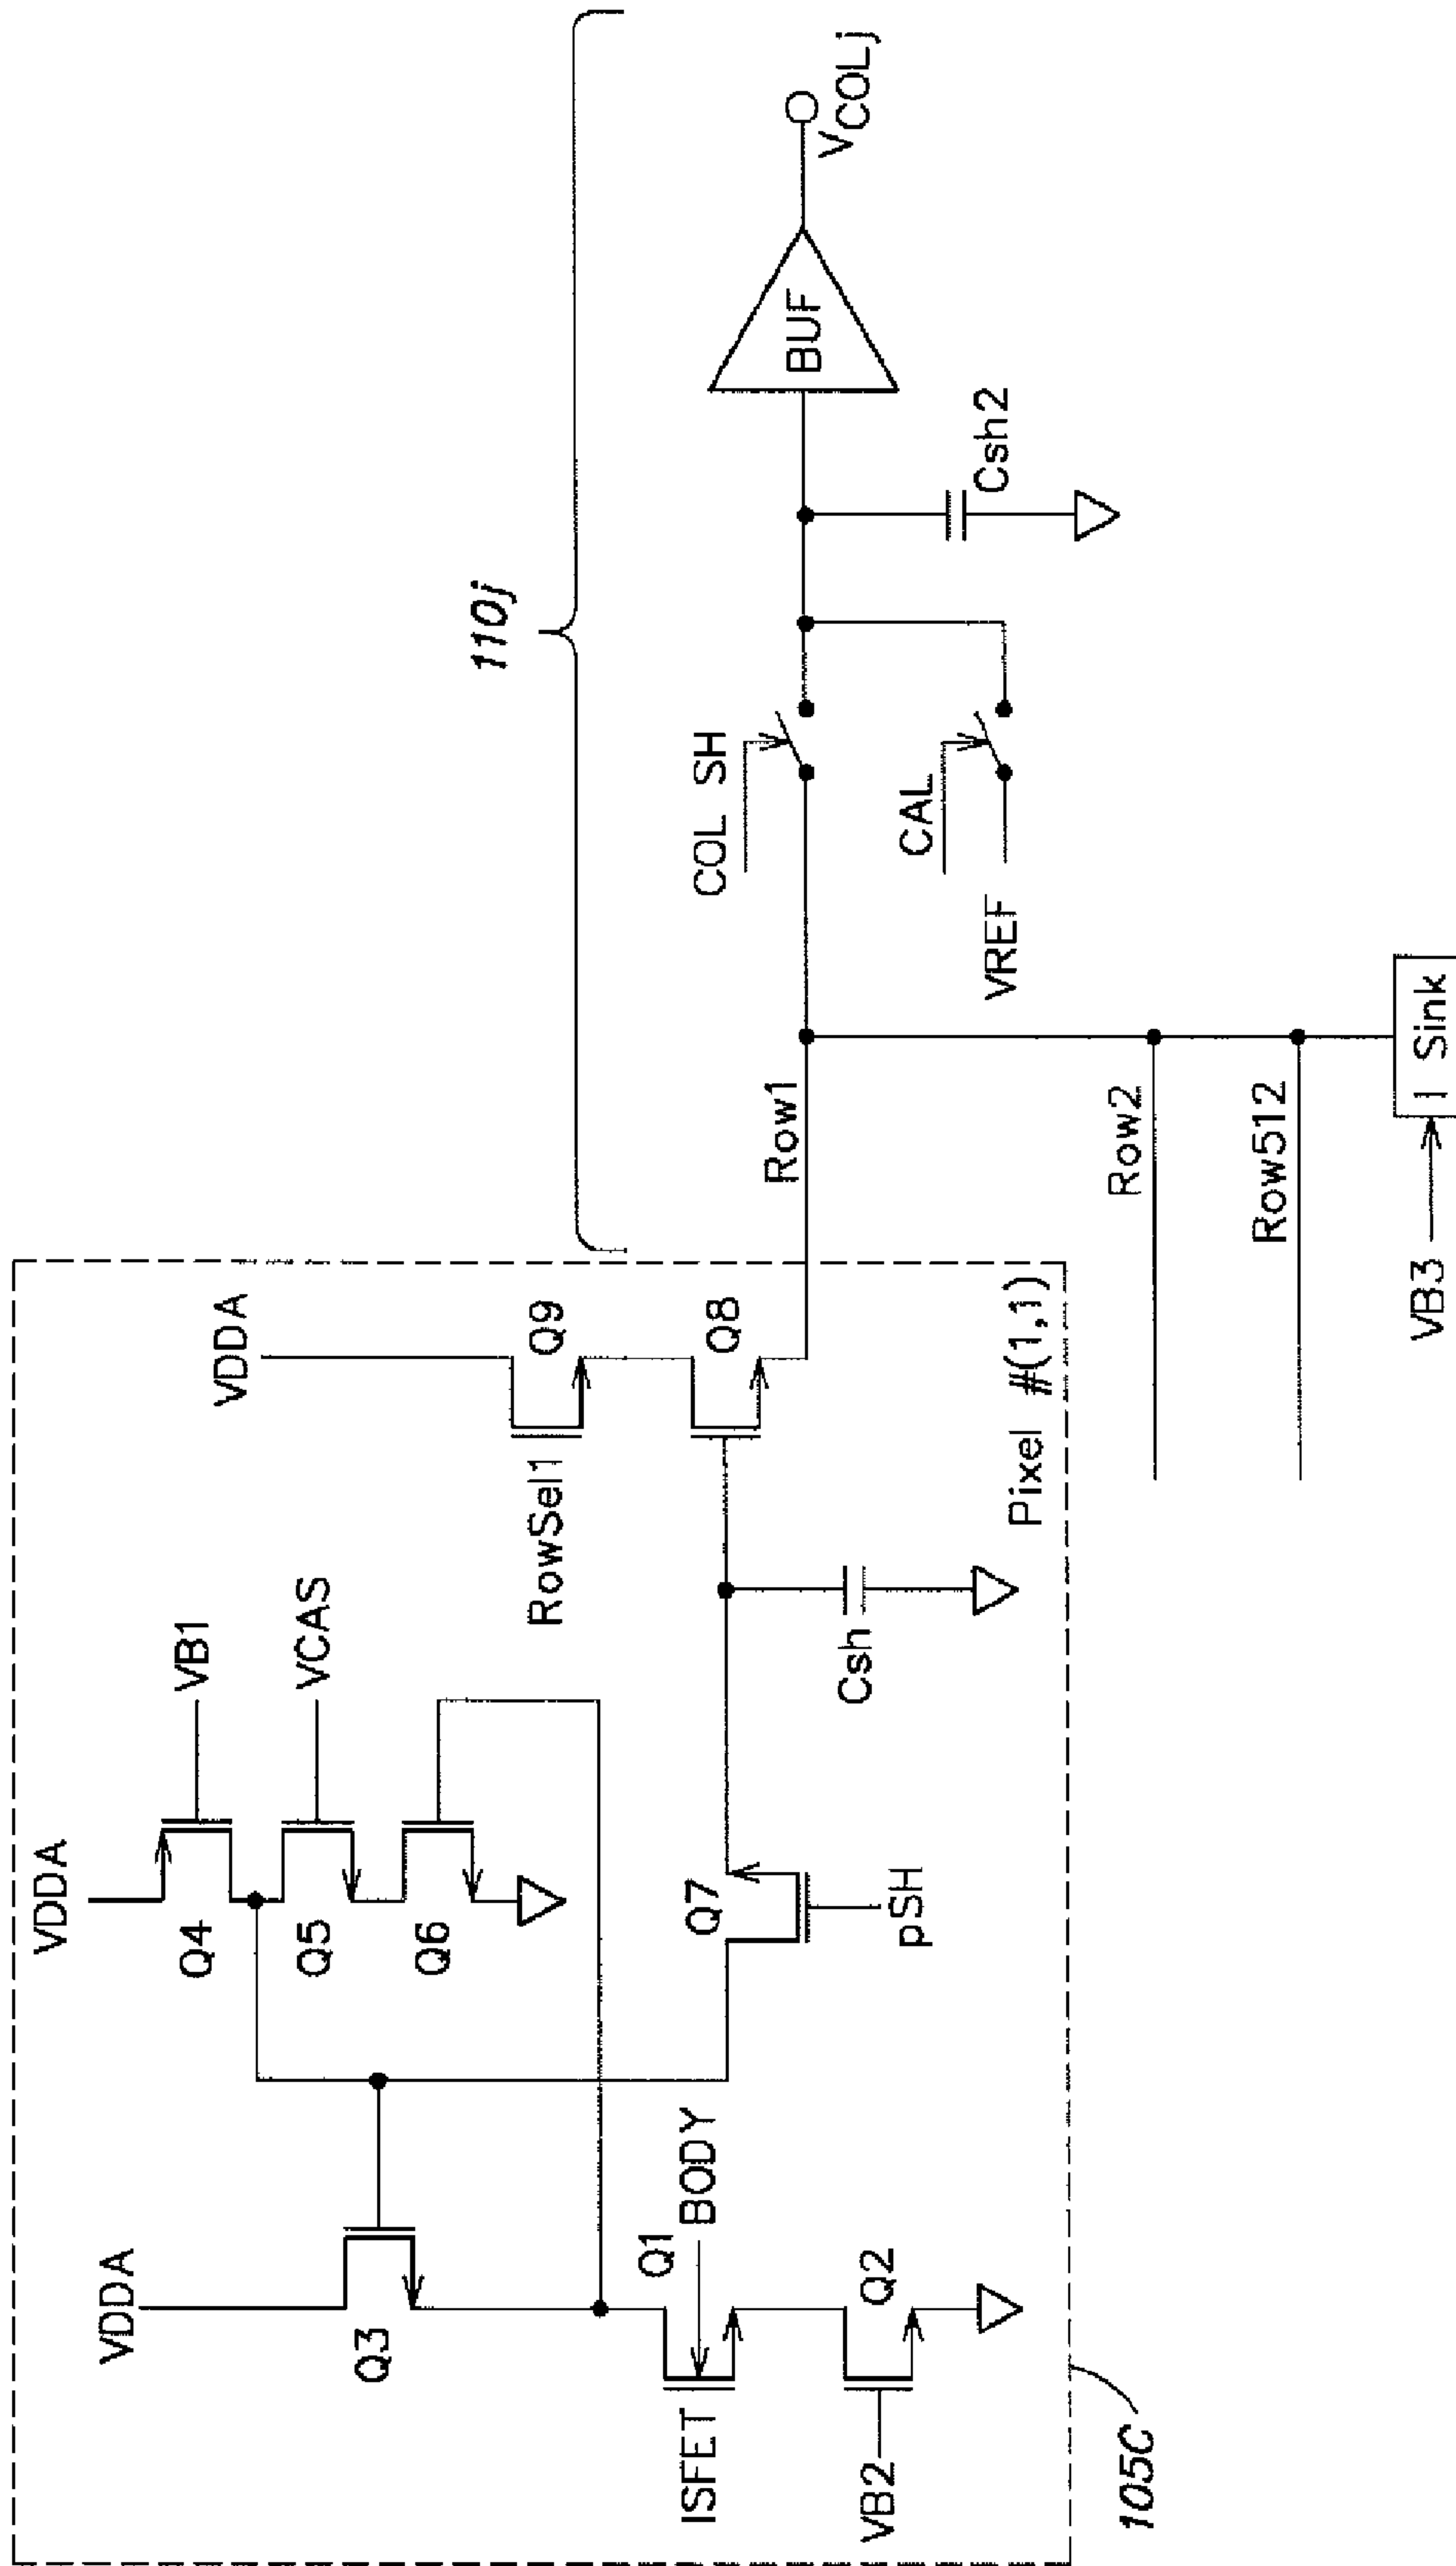 110j
VDDA
VDDA
VB1
Q4
VCAS
Q5
Q6
Q3
VDDA
RowSel1
Q9
Q8
Q7
pSH
Csh
ISFET
Q1
BODY
VB2
Q2
Pixel #(1,1)
105C
Row1
Row2
Row512
VB3
I Sink
COL SH
CAL
VREF
Csh2
BUF
VCOLj